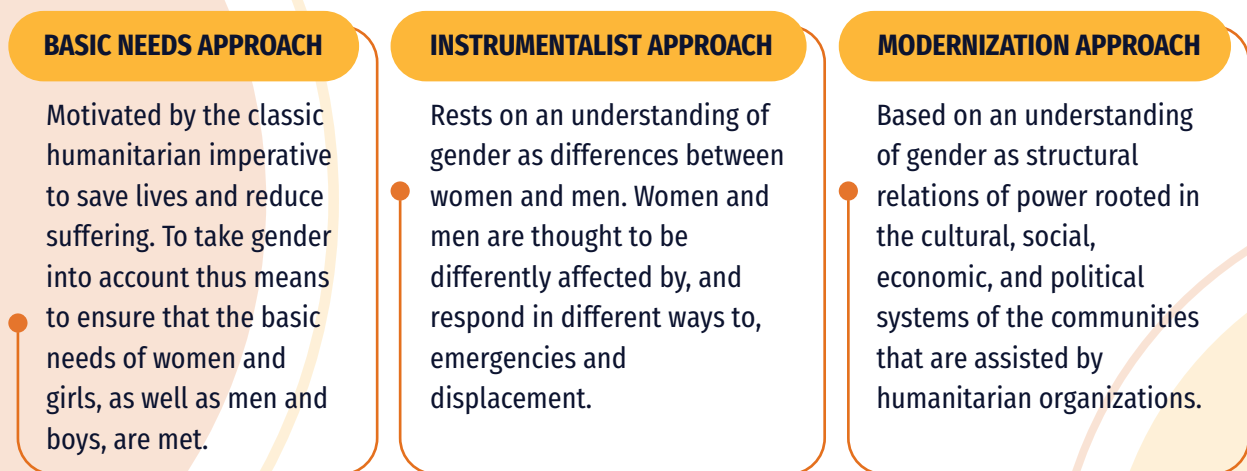 BASIC NEEDS APPROACH
Motivated by the classic
humanitarian imperative
to save lives and reduce
suffering. To take gender
into account thus means
to ensure that the basic
needs of women and
girls, as well as men and
boys, are met.
INSTRUMENTALIST APPROACH
Rests on an understanding of
gender as differences between
women and men. Women and
men are thought to be
differently affected by, and
respond in different ways to,
emergencies and
displacement.
MODERNIZATION APPROACH
Based on an understanding
of gender as structural
relations of power rooted in
the cultural, social,
economic, and political
systems of the communities
that are assisted by
humanitarian organizations.